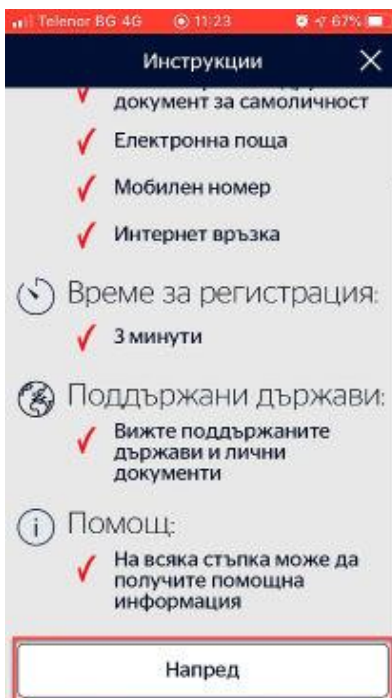 Telenor BG 4G 11:23 67%
Инструкции
документ за самоличност
Електронна поща
Мобилен номер
Интернет връзка
Време за регистрация:
3 минути
Поддържани държави:
Вижте поддържаните
държави и лични
документи
Помощ:
На всяка стъпка може да
получите помощна
информация
Напред